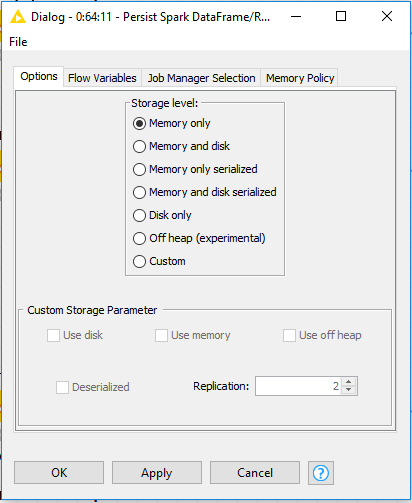 Dialog - 0:64:11 - Persist Spark DataFrame/R...
File
Options Flow Variables Job Manager Selection Memory Policy
Storage level:
Memory only
Memory and disk
Memory only serialized
Memory and disk serialized
Disk only
Off heap (experimental)
Custom
Custom Storage Parameter
Use disk Use memory Use off heap
Deserialized Replication: 2
OK Apply Cancel ?